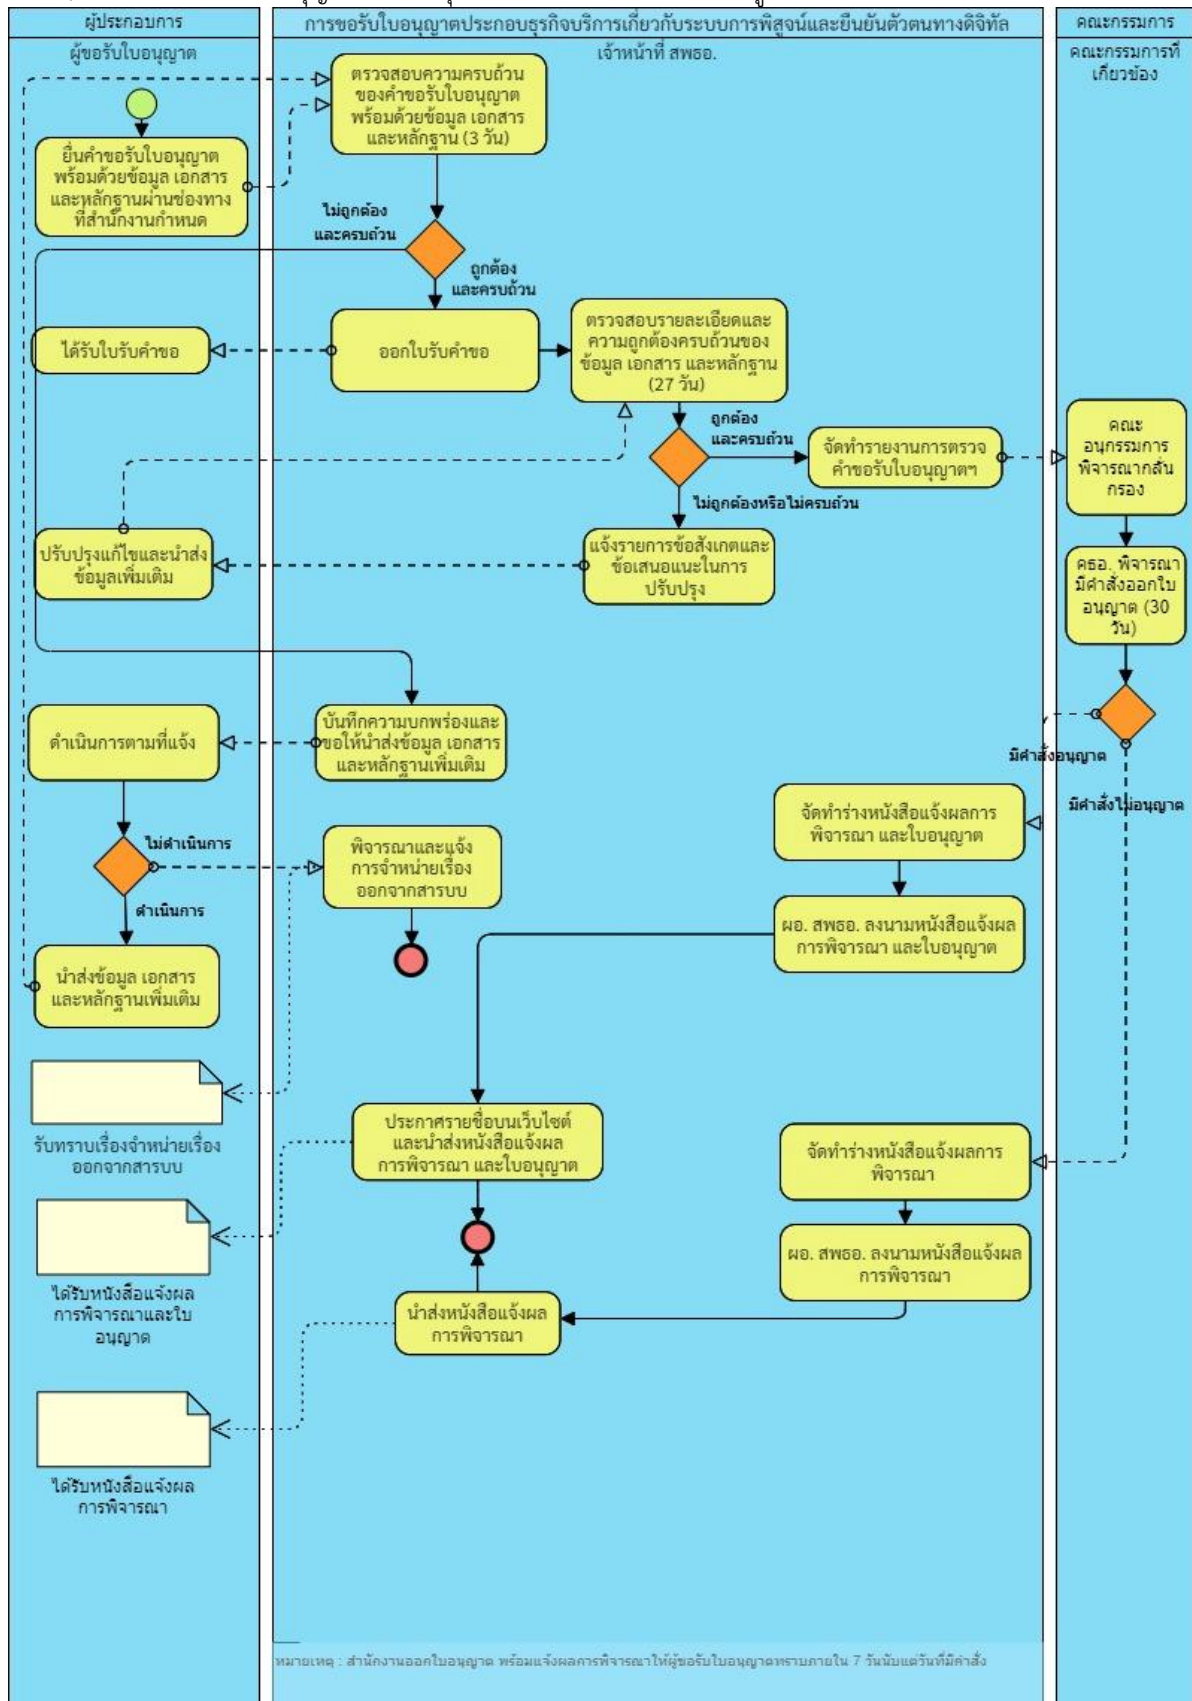 ผู้ประกอบการ
การขอรับใบอนุญาตประกอบธุรกิจบริการเกี่ยวกับระบบการพิสูจน์และยืนยันตัวตนทางดิจิทัล
คณะกรรมการ
ผู้ขอรับใบอนุญาต
เจ้าหน้าที่ สพธอ.
คณะกรรมการที่
เกี่ยวข้อง
ตรวจสอบความครบถ้วน
ของคำขอรับใบอนุญาต
พร้อมด้วยข้อมูล เอกสาร
และหลักฐาน (3 วัน)
ยื่นคำขอรับใบอนุญาต
พร้อมด้วยข้อมูล เอกสาร
และหลักฐานผ่านช่องทาง
ที่สำนักงานกำหนด
ไม่ถูกต้อง
และครบถ้วน
ถูกต้อง
และครบถ้วน
ได้รับใบรับคำขอ
ออกใบรับคำขอ
ตรวจสอบรายละเอียดและ
ความถูกต้องครบถ้วนของ
ข้อมูล เอกสาร และหลักฐาน
(27 วัน)
ถูกต้อง
และครบถ้วน
จัดทำรายงานการตรวจ
คำขอรับใบอนุญาตฯ
คณะ
อนุกรรมการ
พิจารณากลั่น
กรอง
ไม่ถูกต้องหรือไม่ครบถ้วน
ปรับปรุงแก้ไขและนำส่ง
ข้อมูลเพิ่มเติม
แจ้งรายการข้อสังเกตและ
ข้อเสนอแนะในการ
ปรับปรุง
คธอ. พิจารณา
มีคำสั่งออกใบ
อนุญาต (30
วัน)
ดำเนินการตามที่แจ้ง
บันทึกความบกพร่องและ
ขอให้นำส่งข้อมูล เอกสาร
และหลักฐานเพิ่มเติม
มีคำสั่งอนุญาต
มีคำสั่งไม่อนุญาต
จัดทำร่างหนังสือแจ้งผลการ
พิจารณา และใบอนุญาต
ไม่ดำเนินการ
พิจารณาและแจ้ง
การจำหน่ายเรื่อง
ออกจากสารบบ
ดำเนินการ
ผอ. สพธอ. ลงนามหนังสือแจ้งผล
การพิจารณา และใบอนุญาต
นำส่งข้อมูล เอกสาร
และหลักฐานเพิ่มเติม
ประกาศรายชื่อบนเว็บไซต์
และนำส่งหนังสือแจ้งผล
การพิจารณา และใบอนุญาต
รับทราบเรื่องจำหน่ายเรื่อง
ออกจากสารบบ
จัดทำร่างหนังสือแจ้งผลการ
พิจารณา
ผอ. สพธอ. ลงนามหนังสือแจ้งผล
การพิจารณา
ได้รับหนังสือแจ้งผล
การพิจารณาและใบ
อนุญาต
นำส่งหนังสือแจ้งผล
การพิจารณา
ได้รับหนังสือแจ้งผล
การพิจารณา
หมายเหตุ : สำนักงานออกใบอนุญาต พร้อมแจ้งผลการพิจารณาให้ผู้ขอรับใบอนุญาตทราบภายใน 7 วันนับแต่วันที่มีคำสั่ง